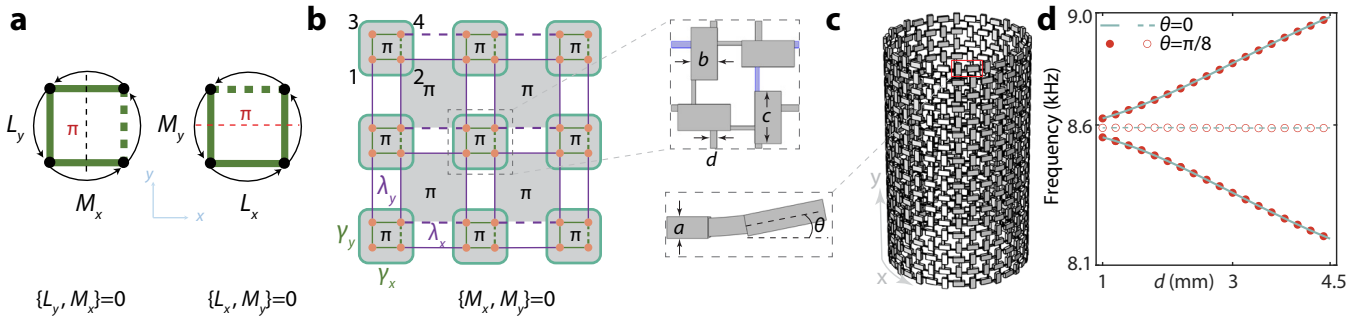 a
L_y
π
M_x
M_y
π
L_x
y
x
{L_y, M_x}=0
{L_x, M_y}=0
b
3
4
1
2
π
π
π
π
π
π
π
π
π
π
π
π
π
λ_y
λ_x
γ_y
γ_x
{M_x, M_y}=0
b
c
d
a
θ
c
y
x
d
9.0
8.6
8.1
Frequency (kHz)
θ=0
θ=π/8
1
d (mm)
3
4.5